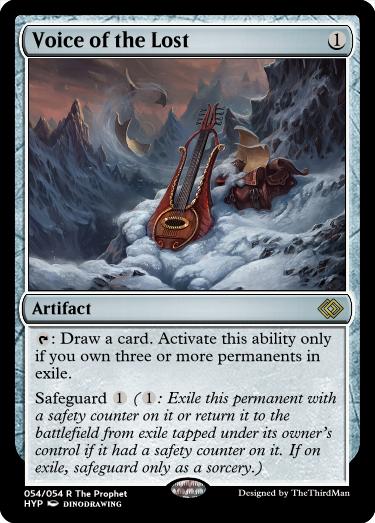 Voice of the Lost 1
Artifact
: Draw a card. Activate this ability only
if you own three or more permanents in
exile.
Safeguard 1 (1: Exile this permanent with
a safety counter on it or return it to the
battlefield from exile tapped under its owner's
control if it had a safety counter on it. If on
exile, safeguard only as a sorcery.)
054/054 R The Prophet
HYP DINODRAWING
Designed by TheThirdMan